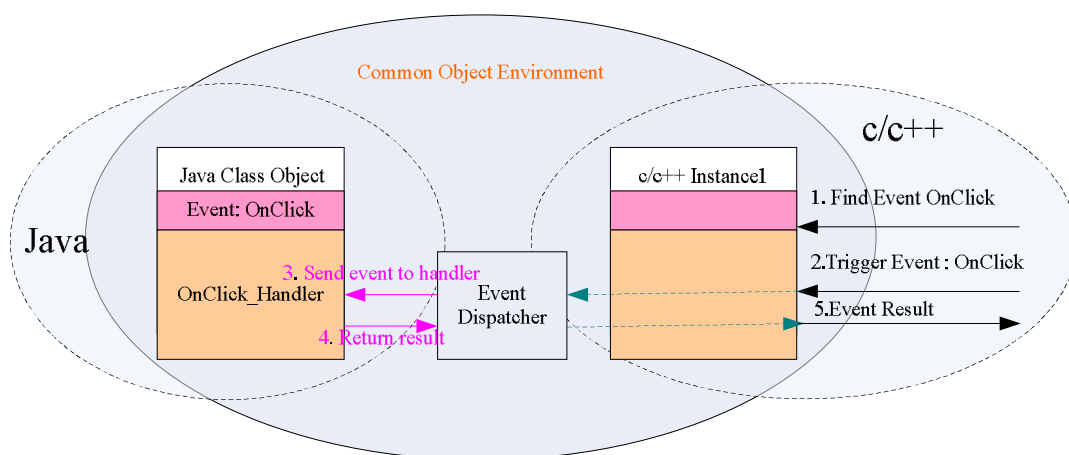 Common Object Environment
c/c++
Java Class Object
c/c++ Instance1
Event: OnClick
1. Find Event OnClick
Java
2.Trigger Event : OnClick
3. Send event to handler
OnClick_Handler
Event
Dispatcher
5.Event Result
4. Return result